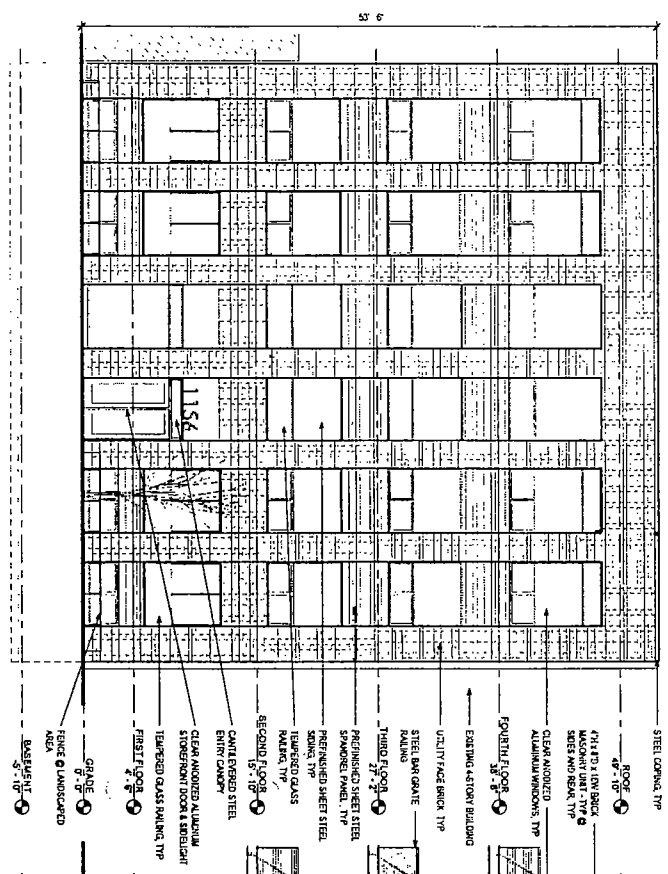 53' 6"
1156
STEEL COPING, TYP
ROOF
49' - 10"
4"H x 8"D x 16"W BRICK
MASONRY UNIT - TYP @
SIDES AND REAR, TYP
CLEAR ANODIZED
ALUMINUM WINDOWS, TYP
FOURTH FLOOR
38' - 6"
EXISTING 4-STORY BUILDING
UTILITY FACE BRICK, TYP
STEEL BAR GRATE
RAILING
THIRD FLOOR
27' - 2"
PREFINISHED SHEET STEEL
SPANDREL PANEL, TYP
PREFINISHED SHEET STEEL
SIDING, TYP
TEMPERED GLASS
RAILING, TYP
SECOND FLOOR
15' - 10"
CANTILEVERED STEEL
ENTRY CANOPY
CLEAR ANODIZED ALUMINUM
STOREFRONT DOOR & SIDELIGHT
TEMPERED GLASS RAILING, TYP
FIRST FLOOR
4' - 6"
GRADE
0' - 0"
FENCE @ LANDSCAPED
AREA
BASEMENT
-5' - 10"